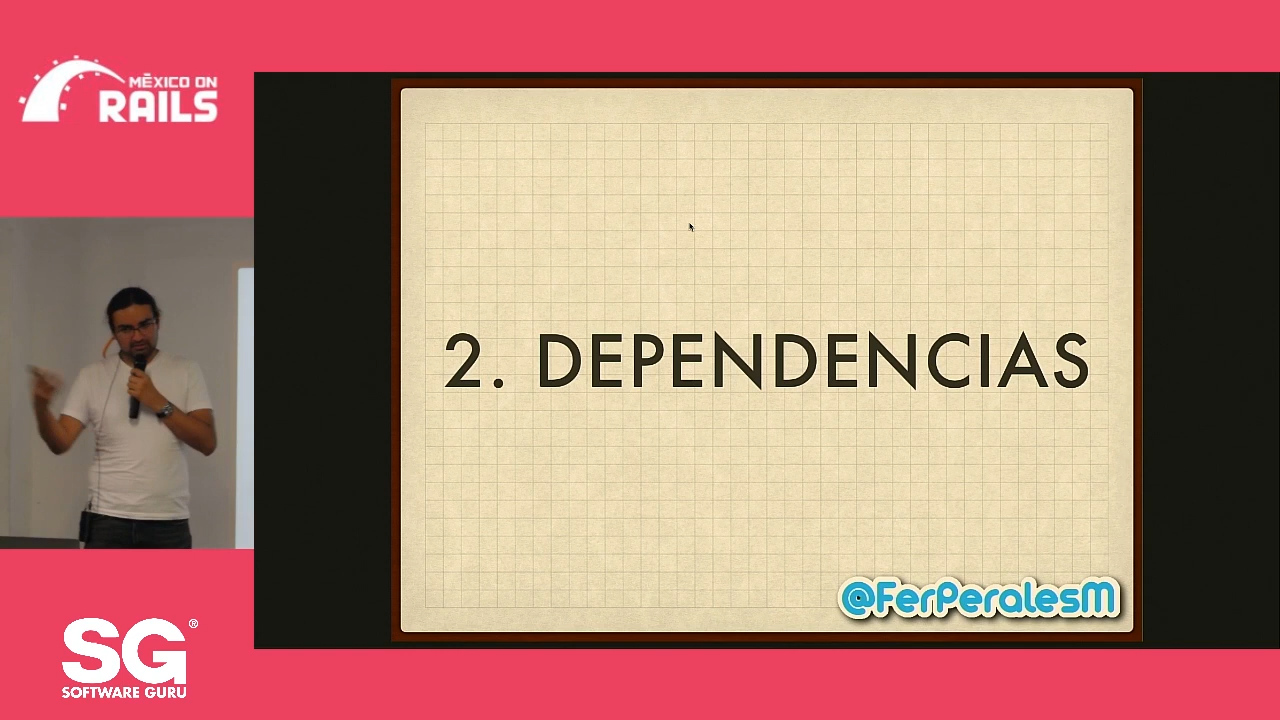 MÉXICO ON
RAILS
2. DEPENDENCIAS
@FerPeralesM
SG®
SOFTWARE GURU